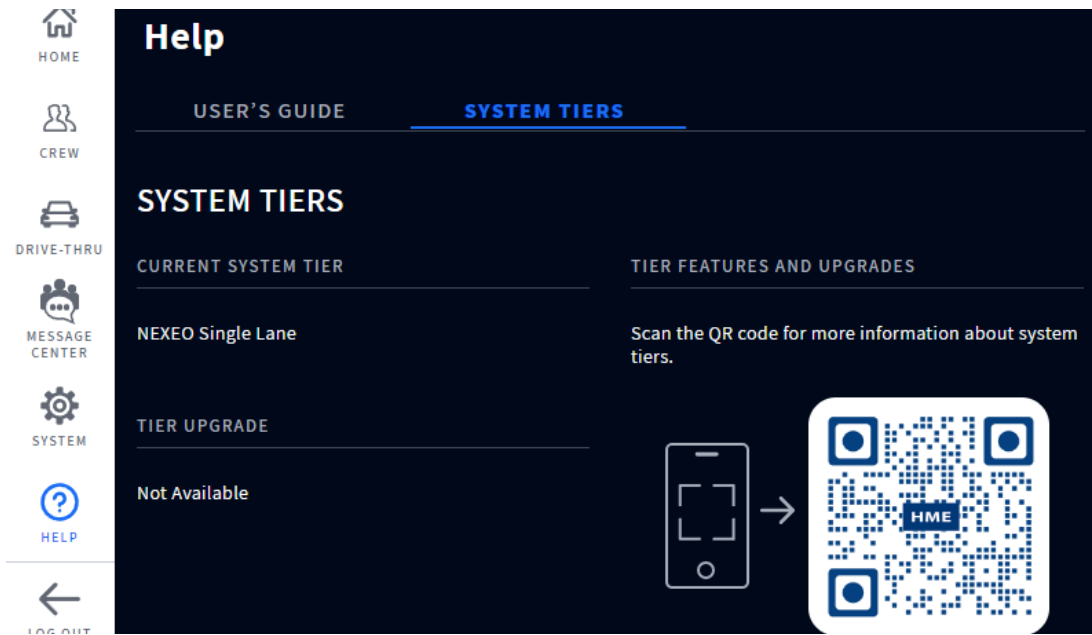 HOME
CREW
DRIVE-THRU
MESSAGE
CENTER
SYSTEM
HELP
LOG OUT
Help
USER'S GUIDE
SYSTEM TIERS
SYSTEM TIERS
CURRENT SYSTEM TIER
NEXEO Single Lane
TIER UPGRADE
Not Available
TIER FEATURES AND UPGRADES
Scan the QR code for more information about system
tiers.
HME